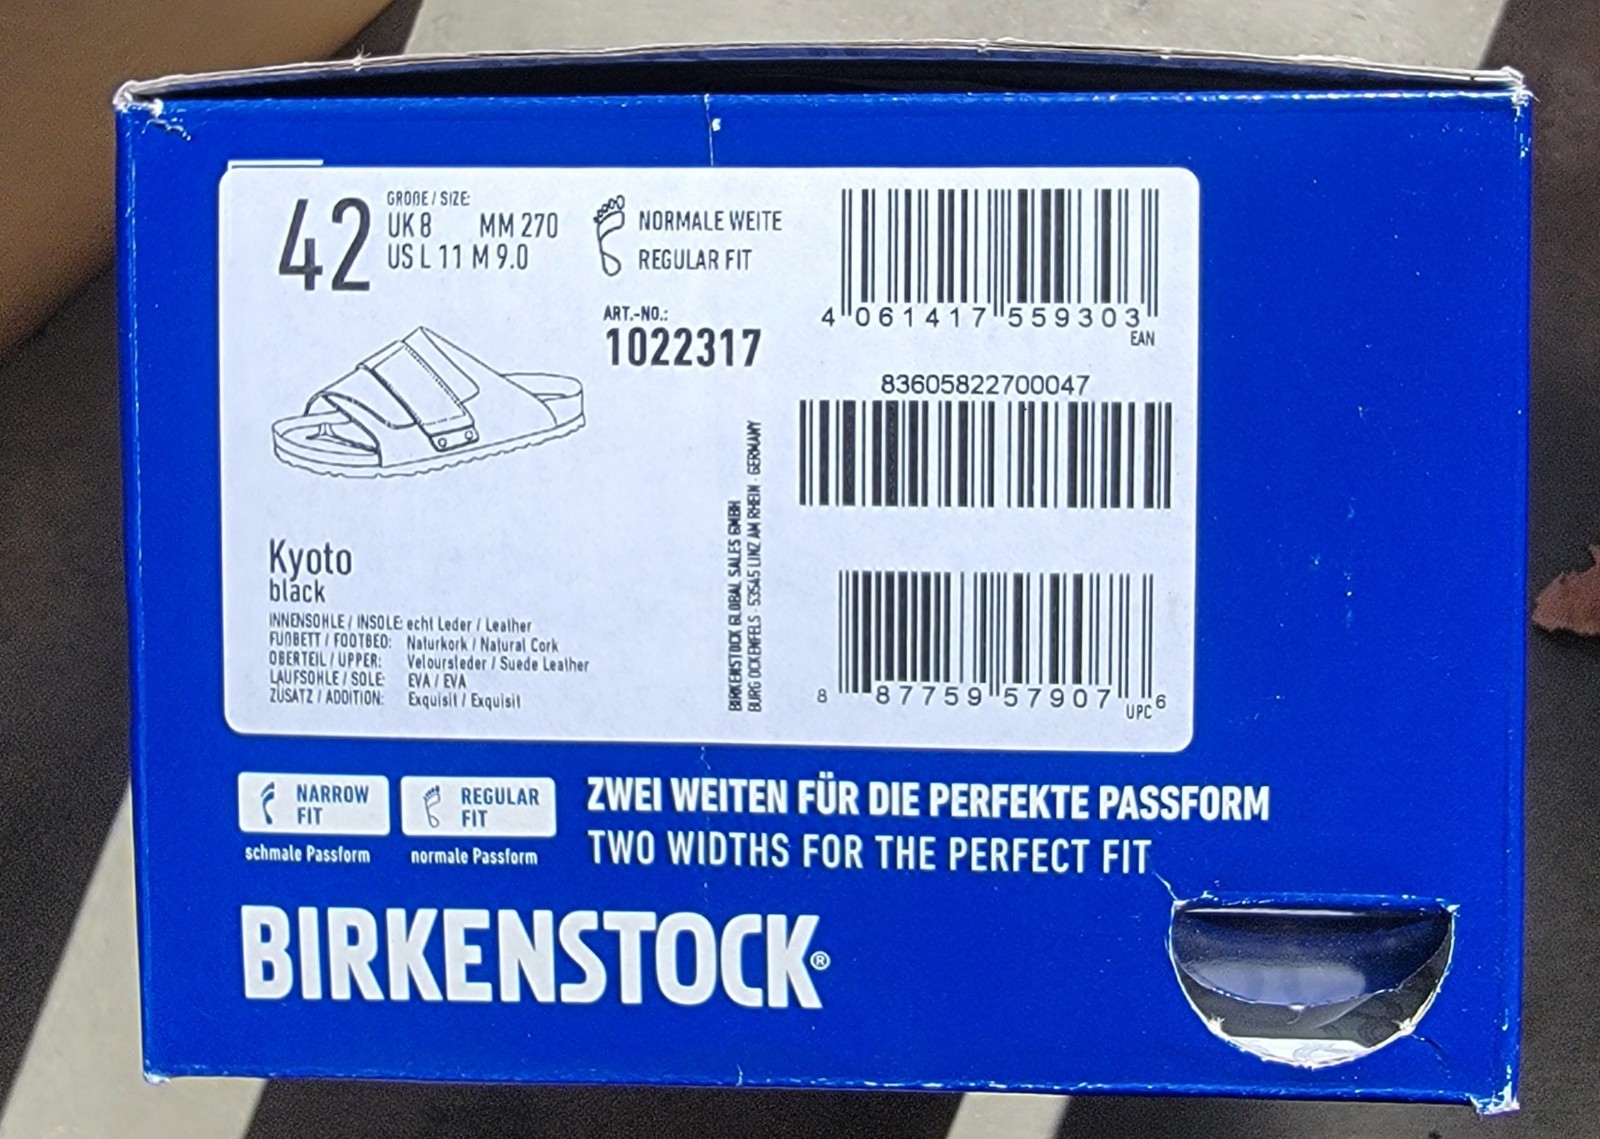 42
GRÖßE / SIZE:
UK 8 MM 270
US L 11 M 9.0
NORMALE WEITE
REGULAR FIT
ART.-NO.:
1022317
4 061417 559303
EAN
83605822700047
Kyoto
black
INNENSOHLE / INSOLE: echt Leder / Leather
FUßBETT / FOOTBED: Naturkork / Natural Cork
OBERTEIL / UPPER: Veloursleder / Suede Leather
LAUFSOHLE / SOLE: EVA / EVA
ZUSATZ / ADDITION: Exquisit / Exquisit
BIRKENSTOCK GLOBAL SALES GMBH
BURG OCKENFELS · 53545 LINZ AM RHEIN · GERMANY
8 87759 57907 6
UPC
NARROW
FIT
schmale Passform
REGULAR
FIT
normale Passform
ZWEI WEITEN FÜR DIE PERFEKTE PASSFORM
TWO WIDTHS FOR THE PERFECT FIT
BIRKENSTOCK®